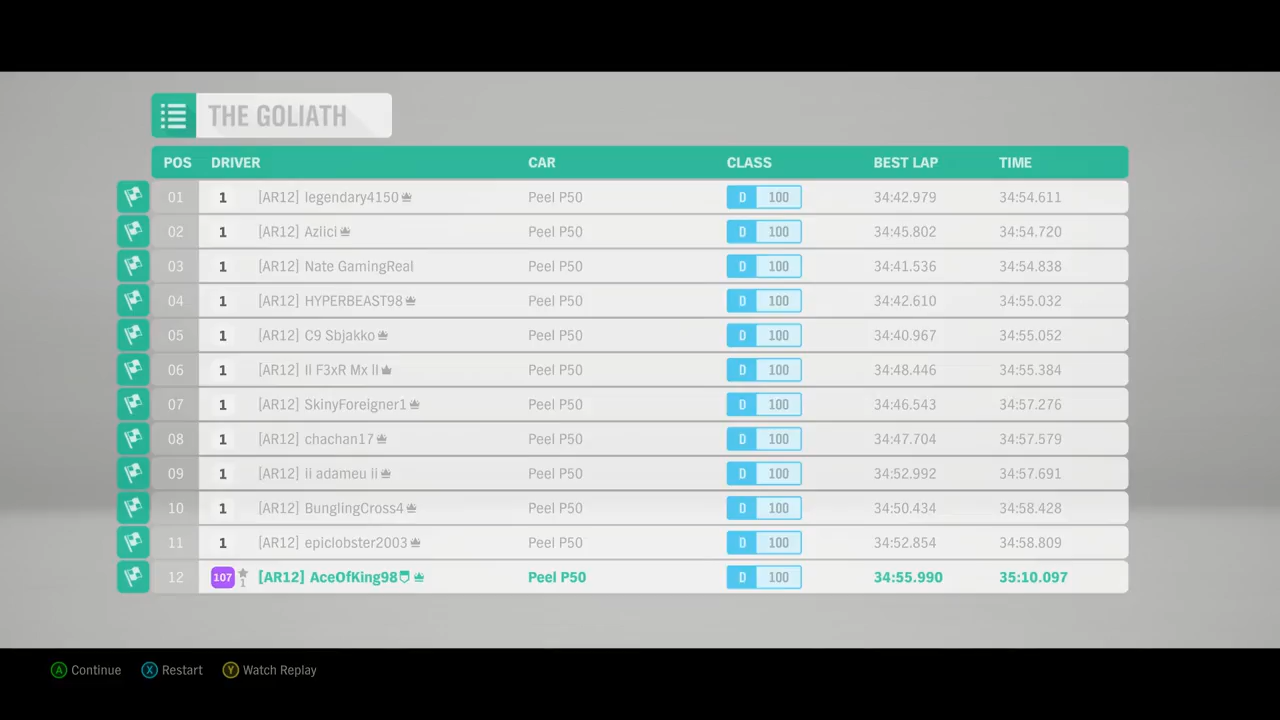 THE GOLIATH
POS DRIVER CAR CLASS BEST LAP TIME
01 1 [AR12] legendary4150 Peel P50 D 100 34:42.979 34:54.611
02 1 [AR12] Aziici Peel P50 D 100 34:45.802 34:54.720
03 1 [AR12] Nate GamingReal Peel P50 D 100 34:41.536 34:54.838
04 1 [AR12] HYPERBEAST98 Peel P50 D 100 34:42.610 34:55.032
05 1 [AR12] C9 Sbjakko Peel P50 D 100 34:40.967 34:55.052
06 1 [AR12] II F3xR Mx II Peel P50 D 100 34:48.446 34:55.384
07 1 [AR12] SkinyForeigner1 Peel P50 D 100 34:46.543 34:57.276
08 1 [AR12] chachan17 Peel P50 D 100 34:47.704 34:57.579
09 1 [AR12] ii adameu ii Peel P50 D 100 34:52.992 34:57.691
10 1 [AR12] BunglingCross4 Peel P50 D 100 34:50.434 34:58.428
11 1 [AR12] epiclobster2003 Peel P50 D 100 34:52.854 34:58.809
12 107 1 [AR12] AceOfKing98 Peel P50 D 100 34:55.990 35:10.097
A Continue X Restart Y Watch Replay